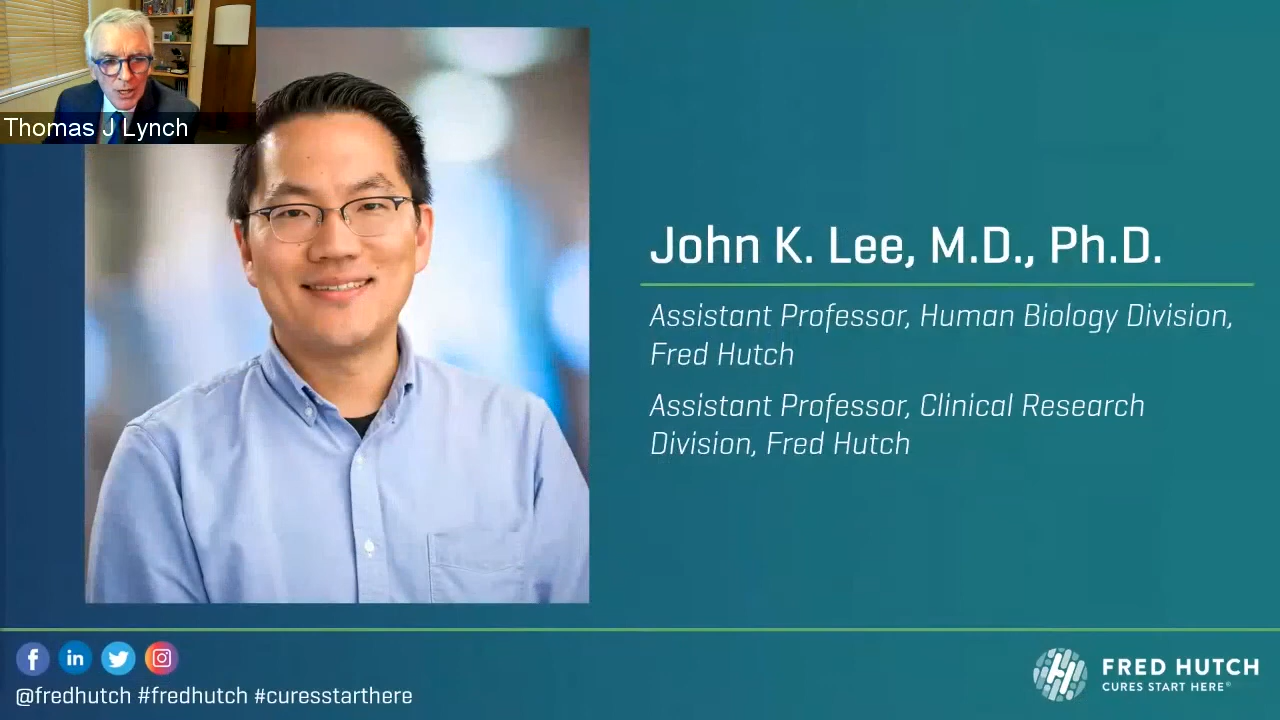 Thomas J Lynch
John K. Lee, M.D., Ph.D.
Assistant Professor, Human Biology Division,
Fred Hutch
Assistant Professor, Clinical Research
Division, Fred Hutch
@fredhutch #fredhutch #curesstarthere
FRED HUTCH
CURES START HERE®